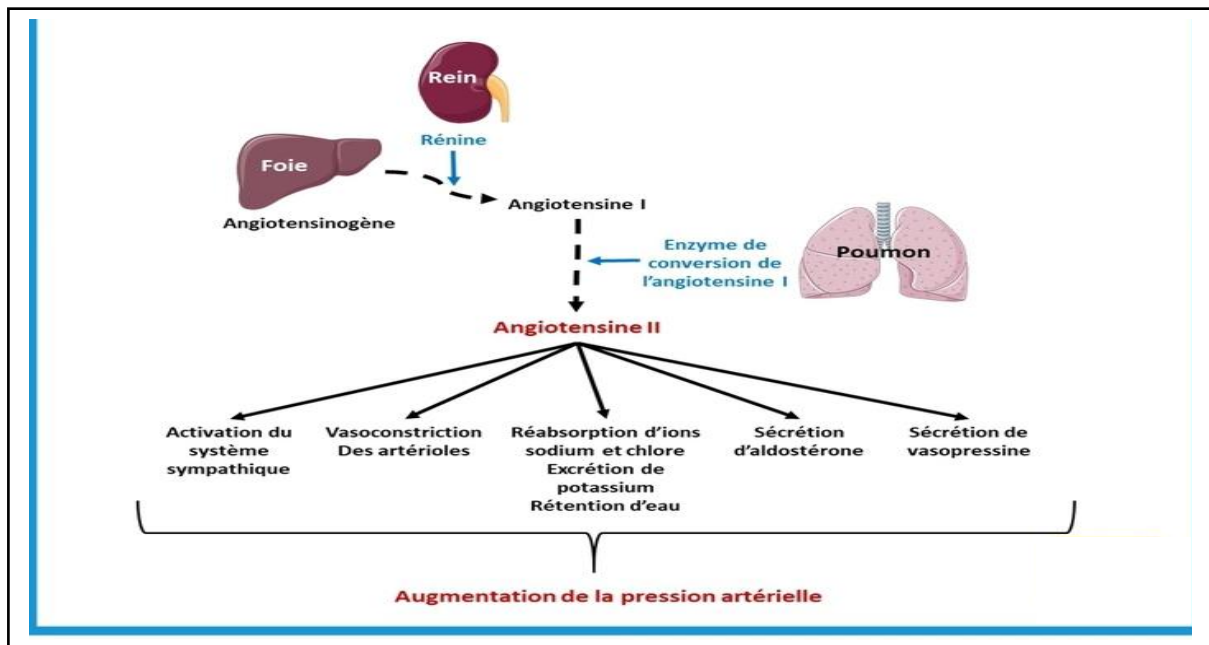 Rein
Rénine
Foie
Angiotensinogène
Angiotensine I
Enzyme de
conversion de
l'angiotensine I
Poumon
Angiotensine II
Activation du
système
sympathique
Vasoconstriction
Des artérioles
Réabsorption d'ions
sodium et chlore
Excrétion de
potassium
Rétention d'eau
Sécrétion
d'aldostérone
Sécrétion de
vasopressine
Augmentation de la pression artérielle